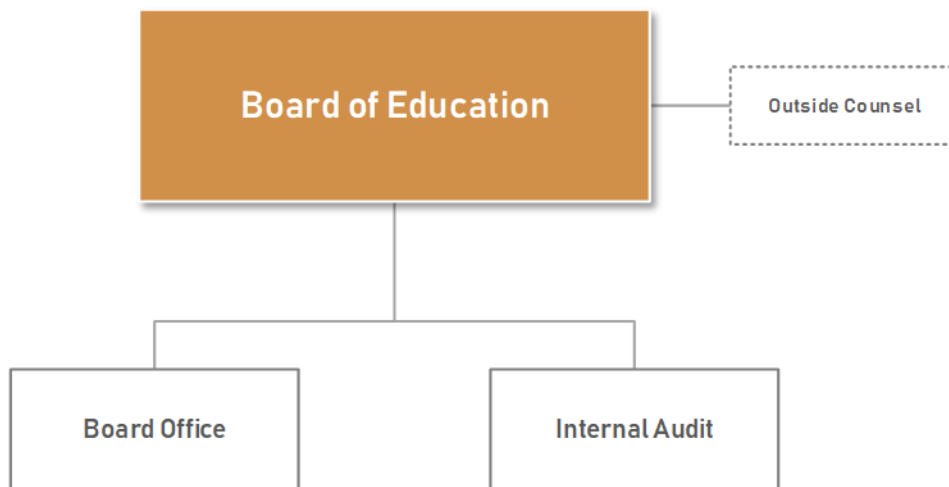 Board of Education
Outside Counsel
Board Office
Internal Audit